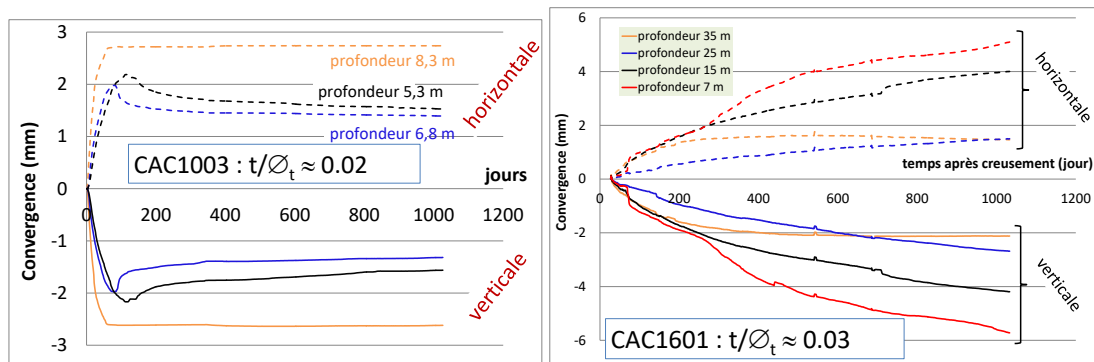 3
2
1
0
-1
-2
-3
0
200
400
600
800
1000
1200
Convergence (mm)
jours
profondeur 8,3 m
profondeur 5,3 m
profondeur 6,8 m
horizontale
verticale
CAC1003 : t/∅t ≈ 0.02
6
4
2
0
-2
-4
-6
0
200
400
600
800
1000
1200
Convergence (mm)
temps après creusement (jour)
profondeur 35 m
profondeur 25 m
profondeur 15 m
profondeur 7 m
horizontale
verticale
CAC1601 : t/∅t ≈ 0.03